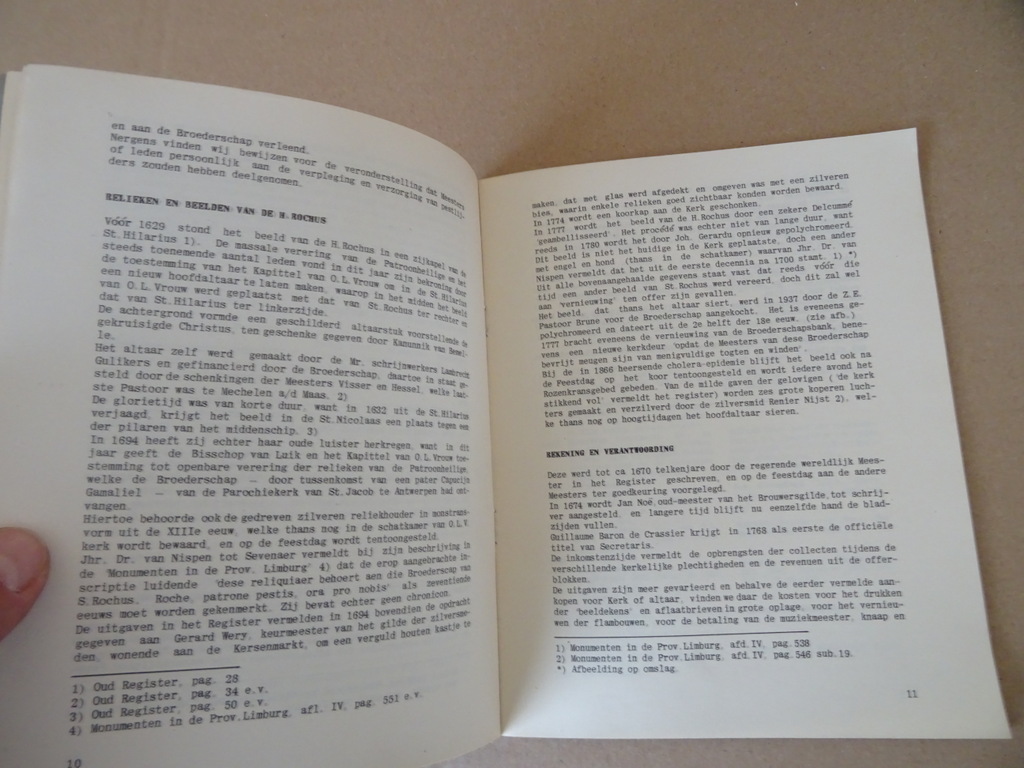 en aan de Broederschap verleend.
Nergens vinden wij bewijzen voor de veronderstelling dat Meesters
of leden persoonlijk aan de verpleging en verzorging van pestlij-
ders zouden hebben deelgenomen.
RELIEKEN EN BEELDEN VAN DE H. ROCHUS
Vóór 1629 stond het beeld van de H.Rochus in een zijkapel van de
St.Hilarius 1). De massale verering van de Patroonheilige en het
steeds toenemende aantal leden vond in dit jaar zijn bekroning door
de toestemming van het Kapittel van O.L.Vrouw om in de St.Hilarius
een nieuw hoofdaltaar te laten maken, waarop in het midden het beeld
van O.L.Vrouw werd geplaatst met dat van St.Rochus ter rechter en
dat van St.Hilarius ter linkerzijde.
De achtergrond vormde een geschilderd altaarstuk voorstellende de
gekruisigde Christus, ten geschenke gegeven door Kanunnik van Bemel-
le.
Het altaar zelf werd gemaakt door de Mr. schrijnwerkers Lambrecht
Gulikers en gefinancierd door de Broederschap, daartoe in staat ge-
steld door de schenkingen der Meesters Visser en Hessel, welke laat-
ste Pastoor was te Mechelen a/d Maas. 2)
De glorietijd was van korte duur, want in 1632 uit de St.Hilarius
verjaagd, krijgt het beeld in de St.Nicolaas een plaats tegen een
der pilaren van het middenschip. 3)
In 1694 heeft zij echter haar oude luister herkregen, want in dit
jaar geeft de Bisschop van Luik en het Kapittel van O.L.Vrouw toe-
stemming tot openbare verering der relieken van de Patroonheilige,
welke de Broederschap - door tussenkomst van een pater Capucijn
Gamaliel - van de Parochiekerk van St.Jacob te Antwerpen had ont-
vangen.
Hiertoe behoorde ook de gedreven zilveren reliekhouder in monstrans-
vorm uit de XIIIe eeuw, welke thans nog in de schatkamer van O.L.V.
kerk wordt bewaard, en op de feestdag wordt tentoongesteld.
Jhr. Dr. van Nispen tot Sevenaer vermeldt bij zijn beschrijving in
de 'Monumenten in de Prov. Limburg' 4) dat de erop aangebrachte in-
scriptie luidende 'dese reliquiaer behoert aen die Broederscap van
S.Rochus. Roche, patrone pestis, ora pro nobis' als zeventiende
eeuws moet worden gekenmerkt. Zij bevat echter geen chronicon.
De uitgaven in het Register vermelden in 1694 bovendien de opdracht
gegeven aan Gerard Wery, keurmeester van het gilde der zilversme-
den, wonende aan de Kersenmarkt, om een verguld houten kastje te
1) Oud Register, pag. 28
2) Oud Register, pag. 34 e.v.
3) Oud Register, pag. 50 e.v.
4) Monumenten in de Prov.Limburg, afl. IV, pag. 551 e.v.
10
maken, dat met glas werd afgedekt en omgeven was met een zilveren
bies, waarin enkele relieken goed zichtbaar konden worden bewaard.
In 1774 wordt een koorkap aan de Kerk geschonken.
In 1777 wordt het beeld van de H.Rochus door een zekere Delcummé
'geambellisseerd'. Het procédé was echter niet van lange duur, want
reeds in 1780 wordt het door Joh. Gerardu opnieuw gepolychromeerd.
Dit beeld is niet het huidige in de Kerk geplaatste, doch een ander
met engel en hond (thans in de schatkamer) waarvan Jhr. Dr. van
Nispen vermeldt dat het uit de eerste decennia na 1700 stamt. 1) *)
Uit alle bovenaangehaalde gegevens staat vast dat reeds vóór die
tijd een ander beeld van St.Rochus werd vereerd, doch dit zal wel
aan 'vernieuwing' ten offer zijn gevallen.
Het beeld, dat thans het altaar siert, werd in 1937 door de Z.E.
Pastoor Brune voor de Broederschap aangekocht. Het is eveneens ge-
polychromeerd en dateert uit de 2e helft der 18e eeuw. (zie afb.)
1777 bracht eveneens de vernieuwing van de Broederschapsbank, bene-
vens een nieuwe kerkdeur 'opdat de Meesters van dese Broederschap
bevrijt meugen sijn van menigvuldige togten en winden'.
Bij de in 1866 heersende cholera-epidemie blijft het beeld ook na
de Feestdag op het koor tentoongesteld en wordt iedere avond het
Rozenkransgebed gebeden. Van de milde gaven der gelovigen ('de kerk
stikkend vol' vermeldt het register) worden zes grote koperen luch-
ters gemaakt en verzilverd door de zilversmid Renier Nijst 2), wel-
ke thans nog op hoogtijdagen het hoofdaltaar sieren.
REKENING EN VERANTWOORDING
Deze werd tot ca 1670 telkenjare door de regerende wereldlijk Mees-
ter in het Register geschreven, en op de feestdag aan de andere
Meesters ter goedkeuring voorgelegd.
In 1674 wordt Jan Noë,oud-meester van het Brouwersgilde,tot schrij-
ver aangesteld, en langere tijd blijft nu eenzelfde hand de blad-
zijden vullen.
Guillaume Baron de Crassier krijgt in 1768 als eerste de officiële
titel van Secretaris.
De inkomstenzijde vermeldt de opbrengsten der collecten tijdens de
verschillende kerkelijke plechtigheden en de revenuen uit de offer-
blokken.
De uitgaven zijn meer gevarieerd en behalve de eerder vermelde aan-
kopen voor Kerk of altaar, vinden we daar de kosten voor het drukken
der 'beeldekens' en aflaatbrieven in grote oplage, voor het vernieu-
wen der flambouwen, voor de betaling van de muziekmeester, knaap en
1) Monumenten in de Prov.Limburg, afd.IV, pag.538
2) Monumenten in de Prov.Limburg, afd.IV, pag.546 sub.19.
*) Afbeelding op omslag.
11